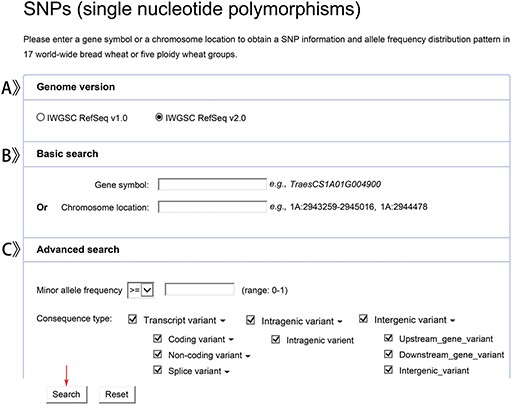 SNPs (single nucleotide polymorphisms)
Please enter a gene symbol or a chromosome location to obtain a SNP information and allele frequency distribution pattern in
17 world-wide bread wheat or five ploidy wheat groups.
A》 Genome version
IWGSC RefSeq v1.0 IWGSC RefSeq v2.0
B》 Basic search
Gene symbol: e.g., TraesCS1A01G004900
Or Chromosome location: e.g., 1A:2943259-2945016, 1A:2944478
C》 Advanced search
Minor allele frequency >= (range: 0-1)
Consequence type: Transcript variant Intragenic variant Intergenic variant
Coding variant Intragenic varient Upstream_gene_variant
Non-coding variant Downstream_gene_variant
Splice variant Intergenic_variant
Search Reset